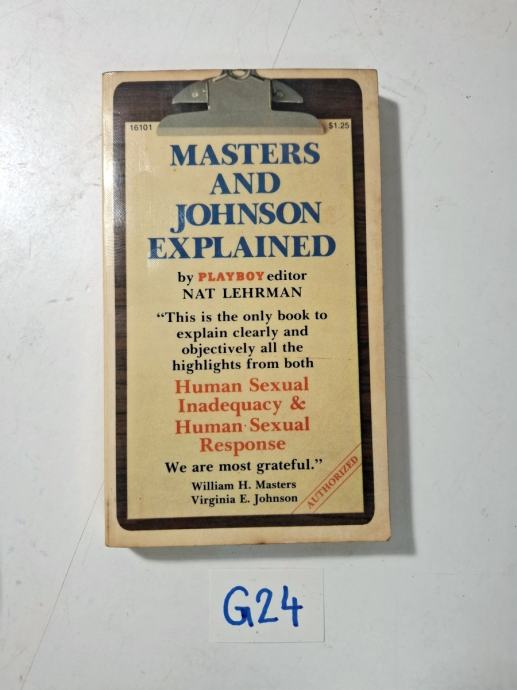 16101 $1.25
MASTERS
AND
JOHNSON
EXPLAINED
by PLAYBOY editor
NAT LEHRMAN
“This is the only book to
explain clearly and
objectively all the
highlights from both
Human Sexual
Inadequacy &
Human Sexual
Response
We are most grateful.”
William H. Masters
Virginia E. Johnson
AUTHORIZED
G24